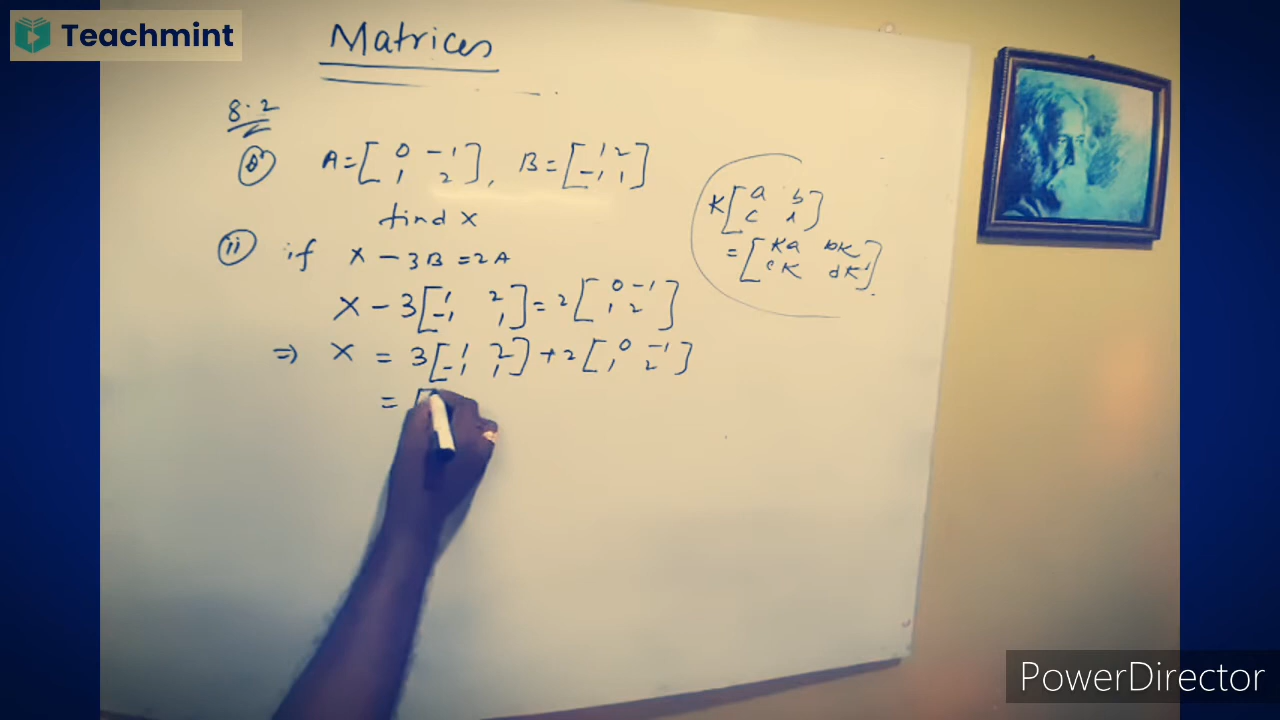 Teachmint
Matrices
8.2
A = [ 0 -1 ], B = [ 1 2 ]
1 2 -1 1
find x
(ii) if x - 3B = 2A
K [ a b ]
c d
= [ Ka bK ]
cK dK
X - 3 [ 1 2 ] = 2 [ 0 -1 ]
-1 1 1 2
⇒ X = 3 [ 1 2 ] + 2 [ 0 -1 ]
-1 1 1 2
= [
PowerDirector